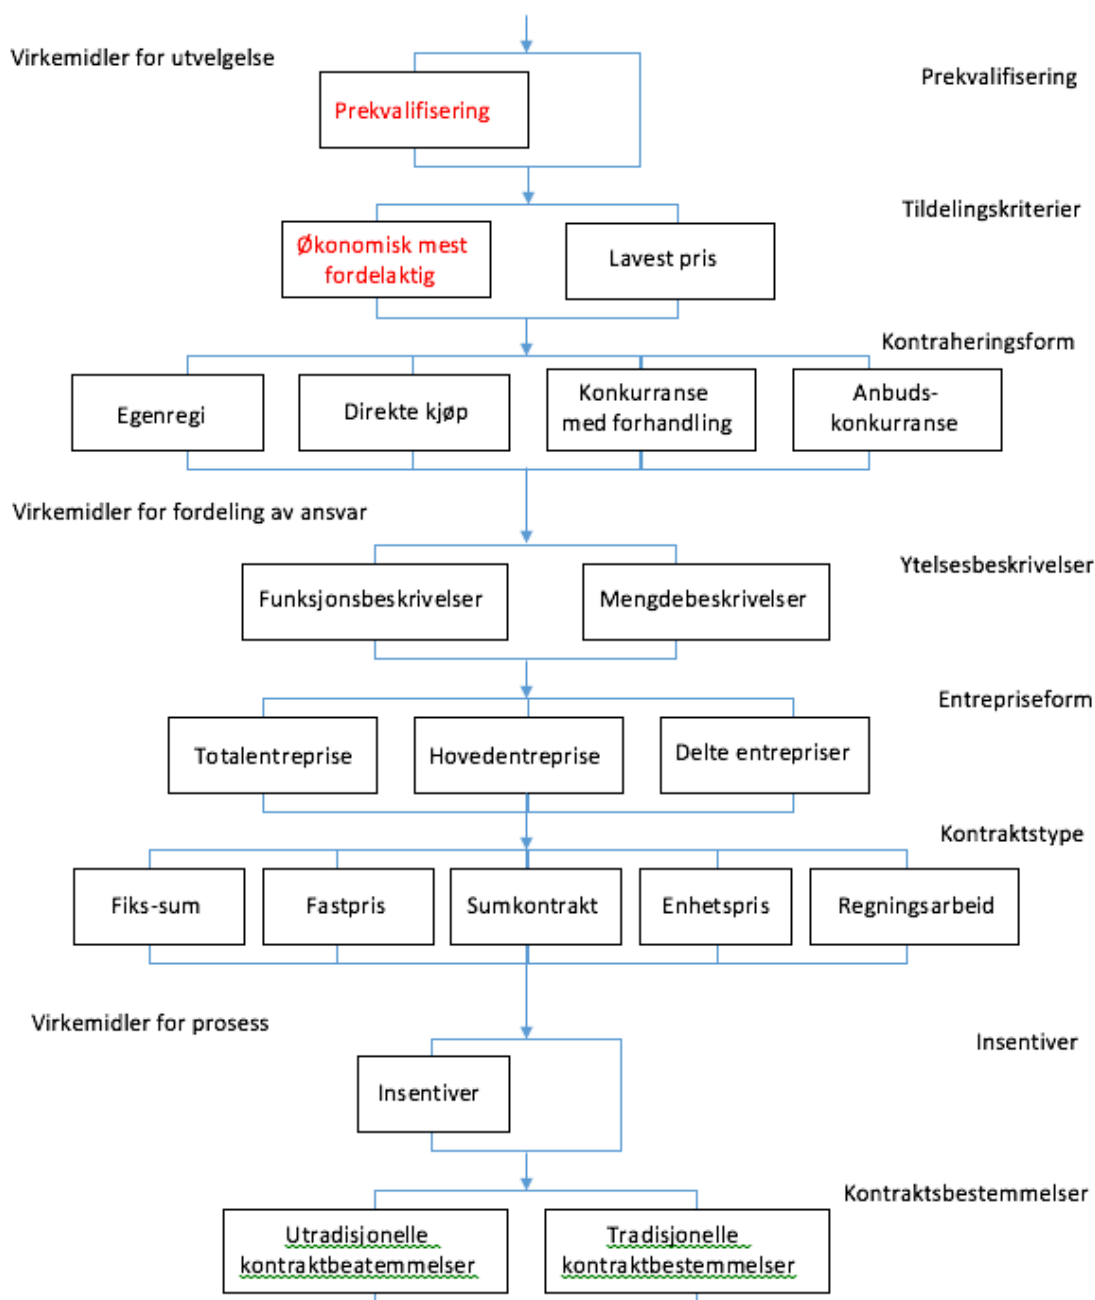 Virkemidler for utvelgelse
Prekvalifisering
Prekvalifisering
Tildelingskriterier
Økonomisk mest
fordelaktig
Lavest pris
Kontraheringsform
Egenregi
Direkte kjøp
Konkurranse
med forhandling
Anbuds-
konkurranse
Virkemidler for fordeling av ansvar
Ytelsesbeskrivelser
Funksjonsbeskrivelser
Mengdebeskrivelser
Entrepriseform
Totalentreprise
Hovedentreprise
Delte entrepriser
Kontraktstype
Fiks-sum
Fastpris
Sumkontrakt
Enhetspris
Regningsarbeid
Virkemidler for prosess
Insentiver
Insentiver
Kontraktsbestemmelser
Utradisjonelle
kontraktbeatemmelser
Tradisjonelle
kontraktbestemmelser